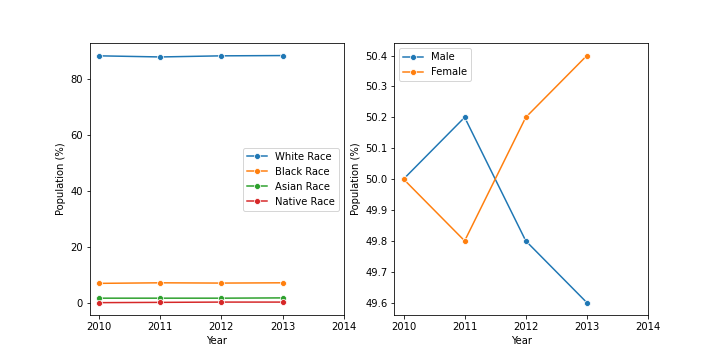 Population (%)
80
60
40
20
0
2010 2011 2012 2013 2014
Year
White Race
Black Race
Asian Race
Native Race
Population (%)
50.4
50.3
50.2
50.1
50.0
49.9
49.8
49.7
49.6
2010 2011 2012 2013 2014
Year
Male
Female